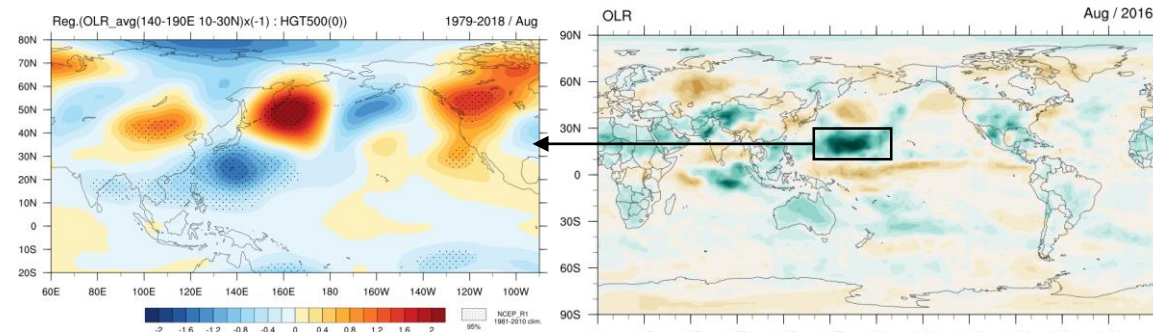 Reg.(OLR_avg(140-190E 10-30N)x(-1) : HGT500(0)) 1979-2018 / Aug
80N
70N
60N
50N
40N
30N
20N
10N
0
10S
20S
60E 80E 100E 120E 140E 160E 180 160W 140W 120W 100W
-2 -1.6 -1.2 -0.8 -0.4 0 0.4 0.8 1.2 1.6 2
NCEP_R1
1981-2010 clim.
95%
OLR Aug / 2016
90N
60N
30N
0
30S
60S
90S